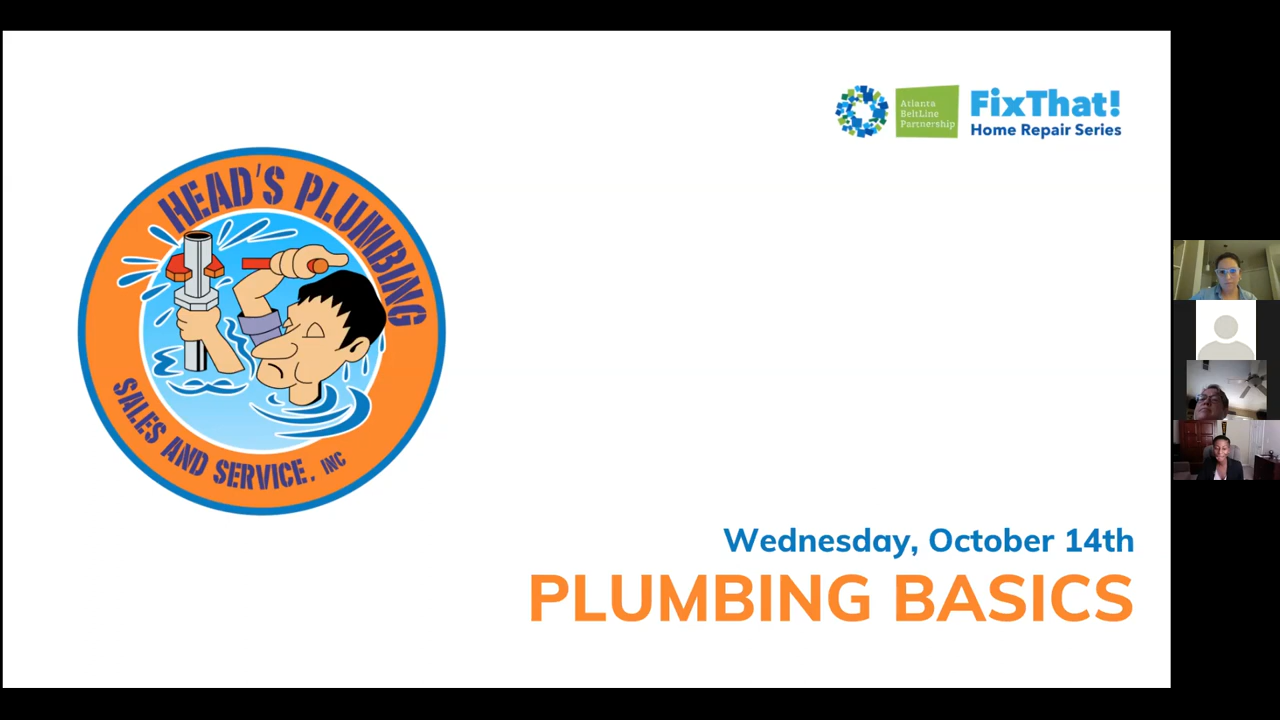 Atlanta
BeltLine
Partnership
FixThat!
Home Repair Series
HEAD'S PLUMBING
SALES AND SERVICE, INC
Wednesday, October 14th
PLUMBING BASICS